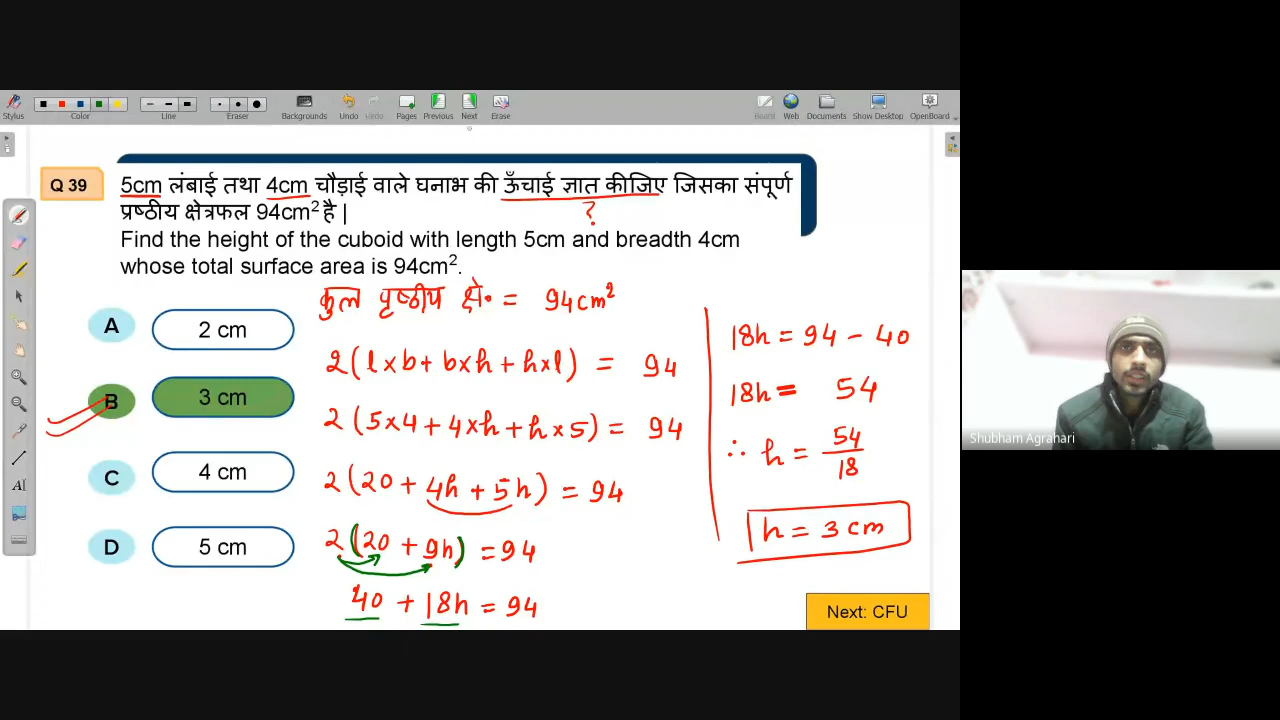 Stylus Color Line Eraser Backgrounds Undo Redo Pages Previous Next Erase Board Web Documents Show Desktop OpenBoard
Q 39
5cm लंबाई तथा 4cm चौड़ाई वाले घनाभ की ऊँचाई ज्ञात कीजिए जिसका संपूर्ण
प्रष्ठीय क्षेत्रफल 94cm² है |
?
Find the height of the cuboid with length 5cm and breadth 4cm
whose total surface area is 94cm².
A 2 cm
B 3 cm
C 4 cm
D 5 cm
कुल पृष्ठीय क्षे॰ = 94cm²
2(l×b+b×h+h×l) = 94
2(5×4+4×h+h×5) = 94
2(20+4h+5h) = 94
2(20+9h) = 94
40 + 18h = 94
18h = 94 - 40
18h = 54
∴ h = 54/18
h = 3 cm
Next: CFU
Shubham Agrahari